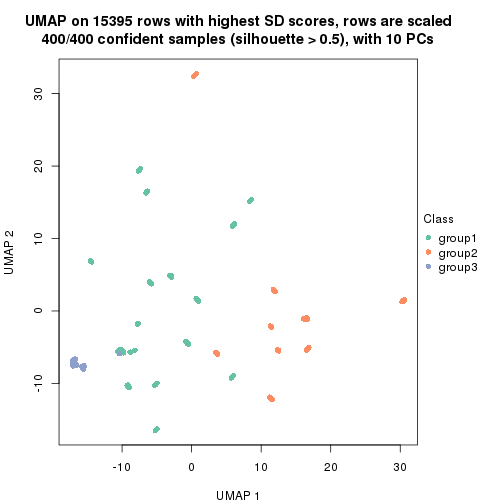 UMAP on 15395 rows with highest SD scores, rows are scaled
400/400 confident samples (silhouette > 0.5), with 10 PCs
30
20
10
0
-10
UMAP 2
-10
0
10
20
30
UMAP 1
Class
group1
group2
group3